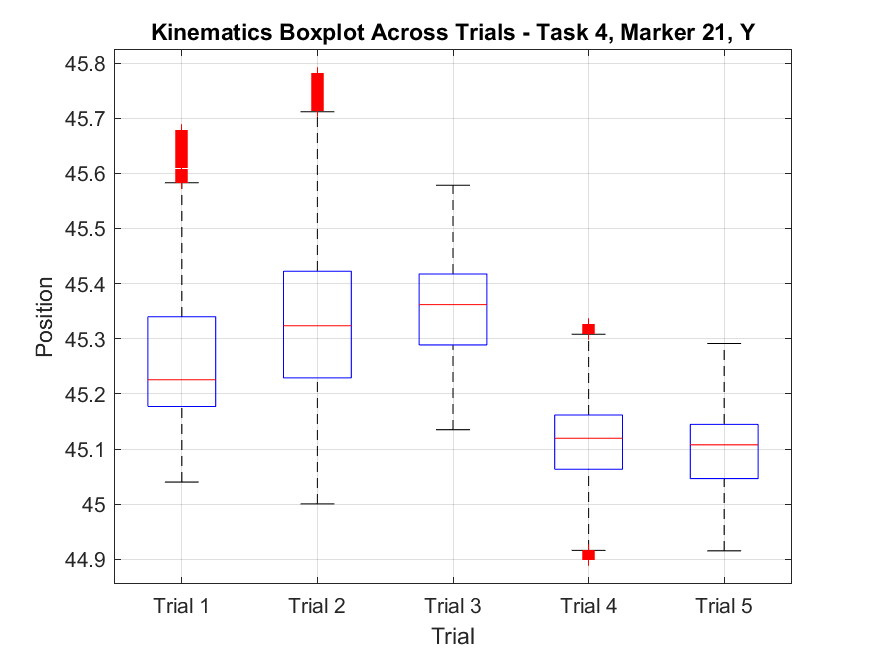 Kinematics Boxplot Across Trials - Task 4, Marker 21, Y
45.8
45.7
45.6
45.5
45.4
45.3
45.2
45.1
45
44.9
Position
Trial 1 Trial 2 Trial 3 Trial 4 Trial 5
Trial